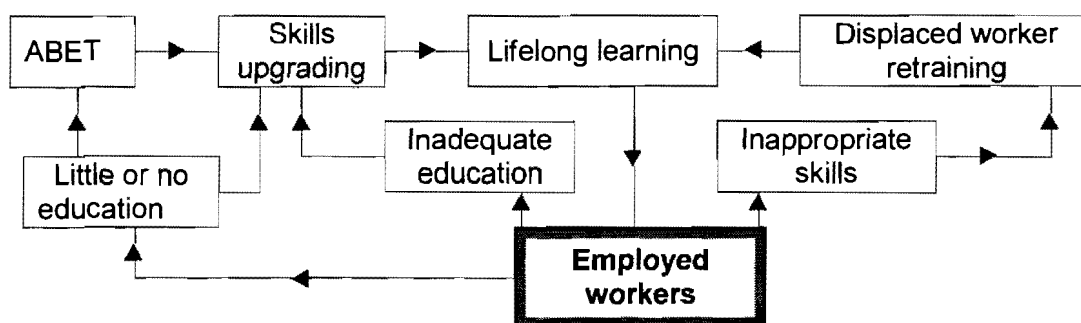 ABET
Skills
upgrading
Lifelong learning
Displaced worker
retraining
Little or no
education
Inadequate
education
Inappropriate
skills
Employed
workers